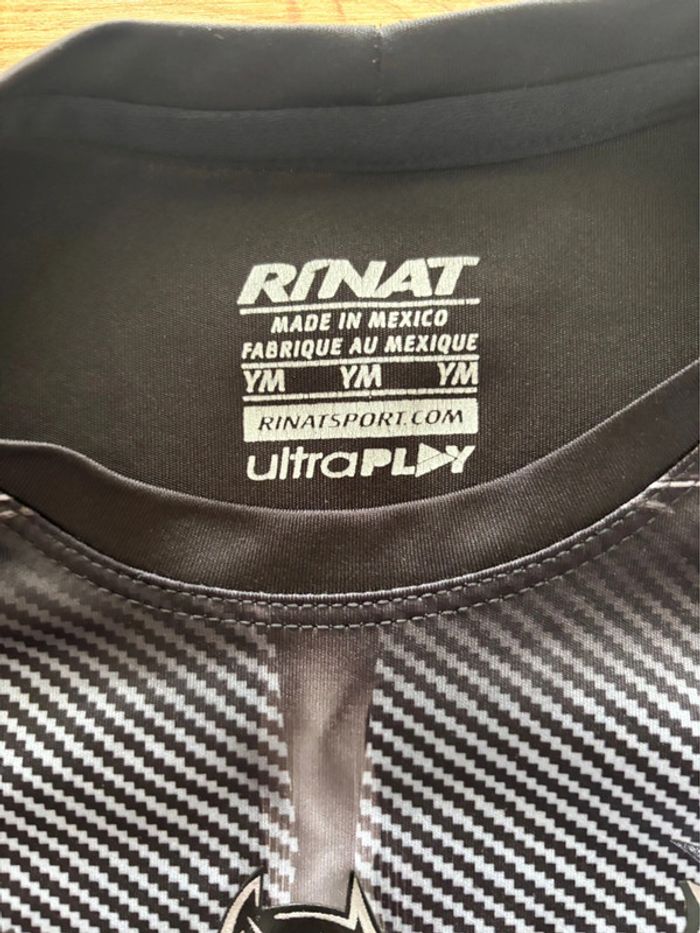 RINAT
MADE IN MEXICO
FABRIQUE AU MEXIQUE
YM YM YM
RINATSPORT.COM
ultraPLAY